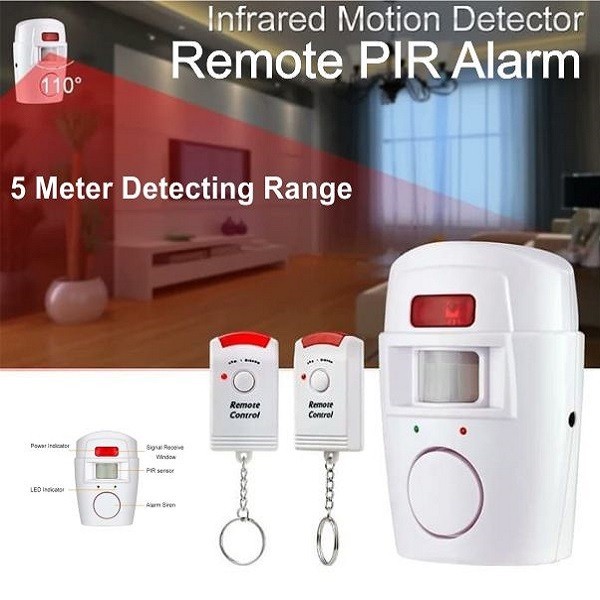 Infrared Motion Detector
Remote PIR Alarm
110°
5 Meter Detecting Range
Remote
Control
Remote
Control
Power Indicator
Signal Receive
Window
PIR sensor
LED Indicator
Alarm Siren